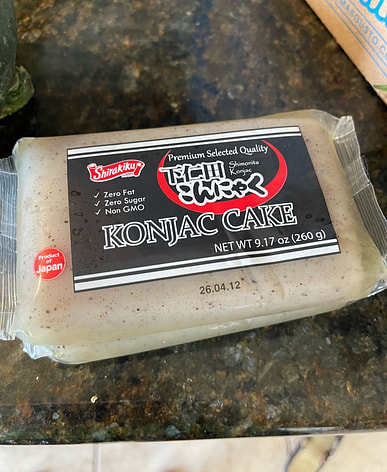 Premium Selected Quality
Shirakiku
BRAND
✓ Zero Fat
✓ Zero Sugar
✓ Non GMO
下仁田
こんにゃく
Shimonita
Konjac
KONJAC CAKE
NET WT 9.17 oz (260 g)
Product
of
Japan
26.04.12